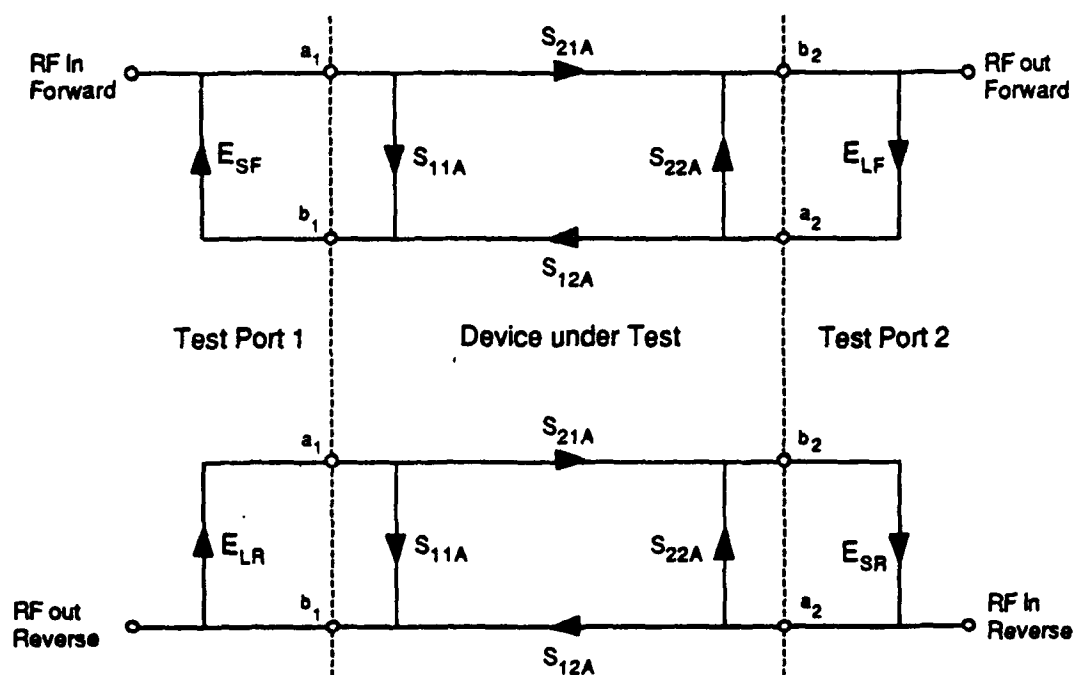 S21A
a1
b2
RF In
Forward
RF out
Forward
ESF
S11A
S22A
ELF
b1
a2
S12A
Test Port 1
Device under Test
Test Port 2
S21A
a1
b2
ELR
S11A
S22A
ESR
b1
a2
RF out
Reverse
RF In
Reverse
S12A